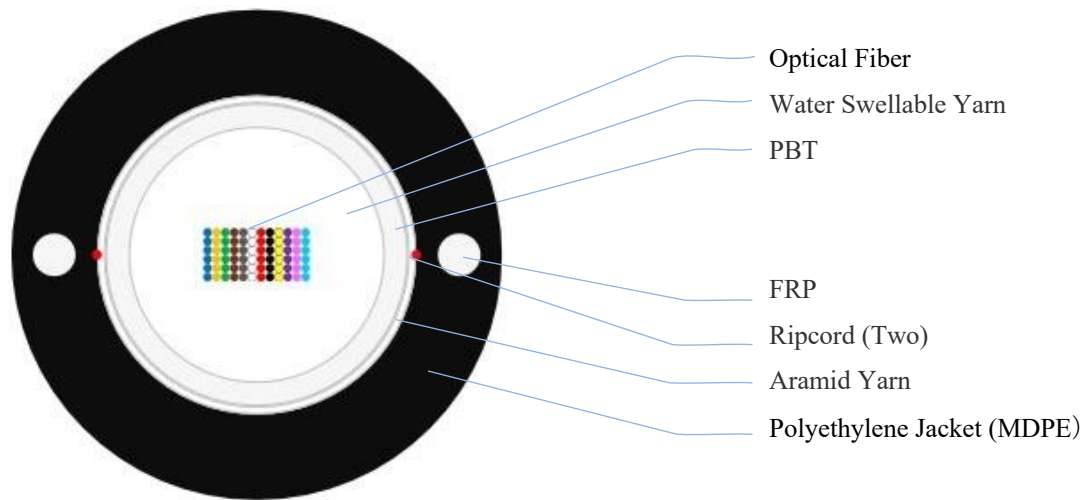 Optical Fiber
Water Swellable Yarn
PBT
FRP
Ripcord (Two)
Aramid Yarn
Polyethylene Jacket (MDPE）